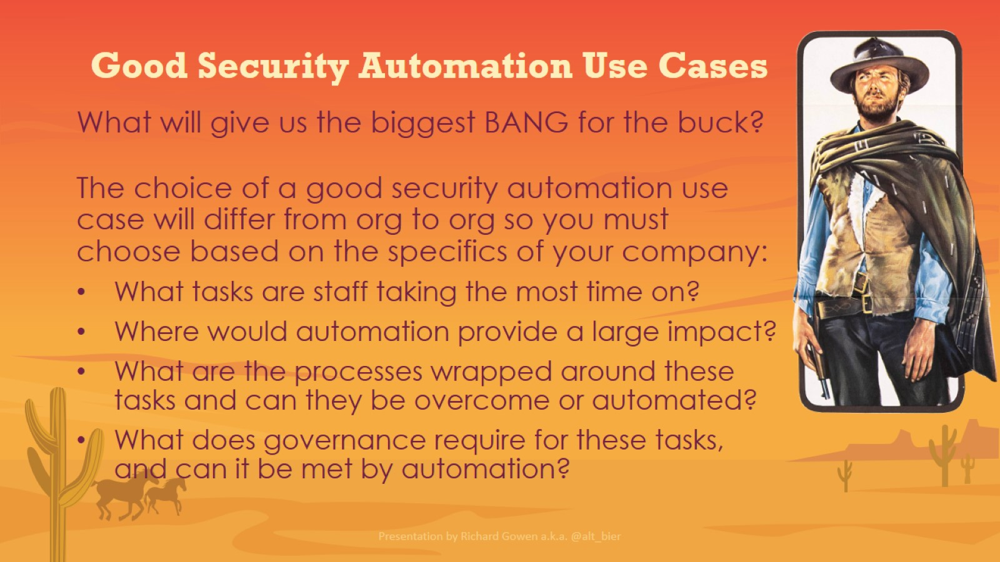 Good Security Automation Use Cases
What will give us the biggest BANG for the buck?
The choice of a good security automation use
case will differ from org to org so you must
choose based on the specifics of your company:
• What tasks are staff taking the most time on?
• Where would automation provide a large impact?
• What are the processes wrapped around these
tasks and can they be overcome or automated?
• What does governance require for these tasks,
and can it be met by automation?
Presentation by Richard Gowen a.k.a. @alt_bier